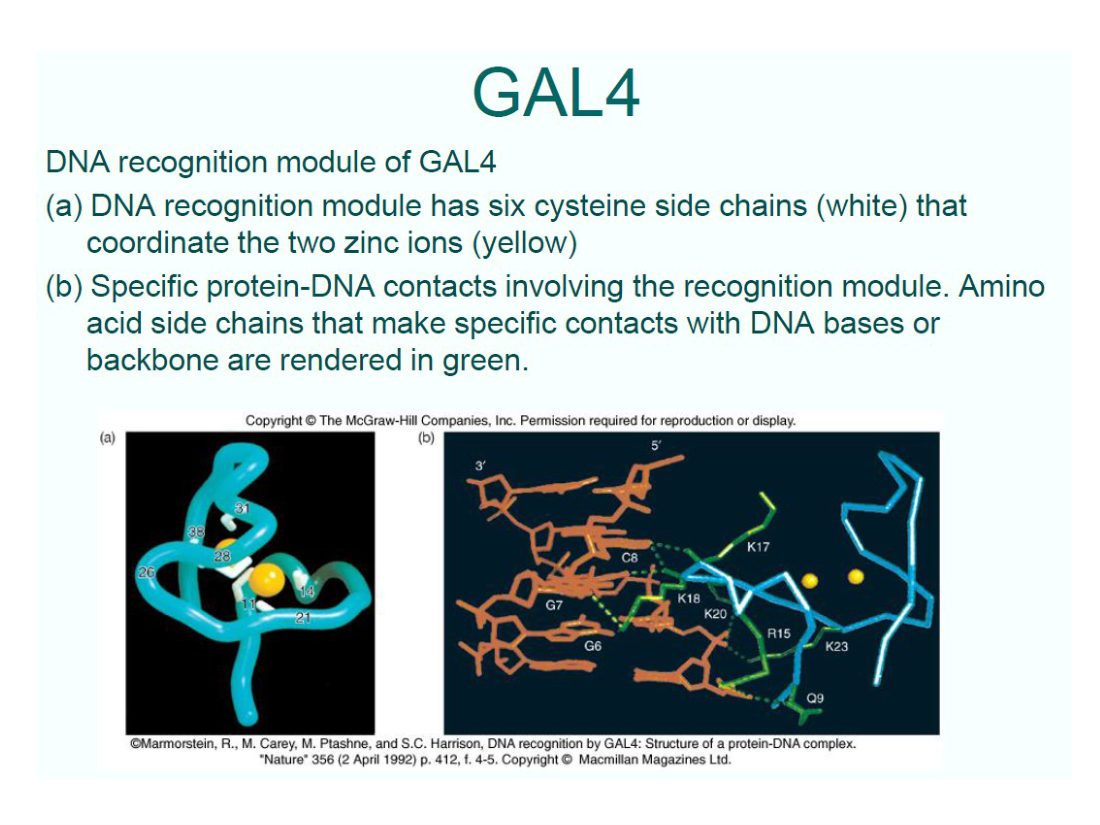 GAL4
DNA recognition module of GAL4
(a) DNA recognition module has six cysteine side chains (white) that
coordinate the two zinc ions (yellow)
(b) Specific protein-DNA contacts involving the recognition module. Amino
acid side chains that make specific contacts with DNA bases or
backbone are rendered in green.
Copyright © The McGraw-Hill Companies, Inc. Permission required for reproduction or display.
(a)
31
38
28
26
14
11
21
(b)
5′
3′
K17
C8
K18
G7
K20
R15
G6
K23
Q9
©Marmorstein, R., M. Carey, M. Ptashne, and S.C. Harrison, DNA recognition by GAL4: Structure of a protein-DNA complex.
"Nature" 356 (2 April 1992) p. 412, f. 4-5. Copyright © Macmillan Magazines Ltd.